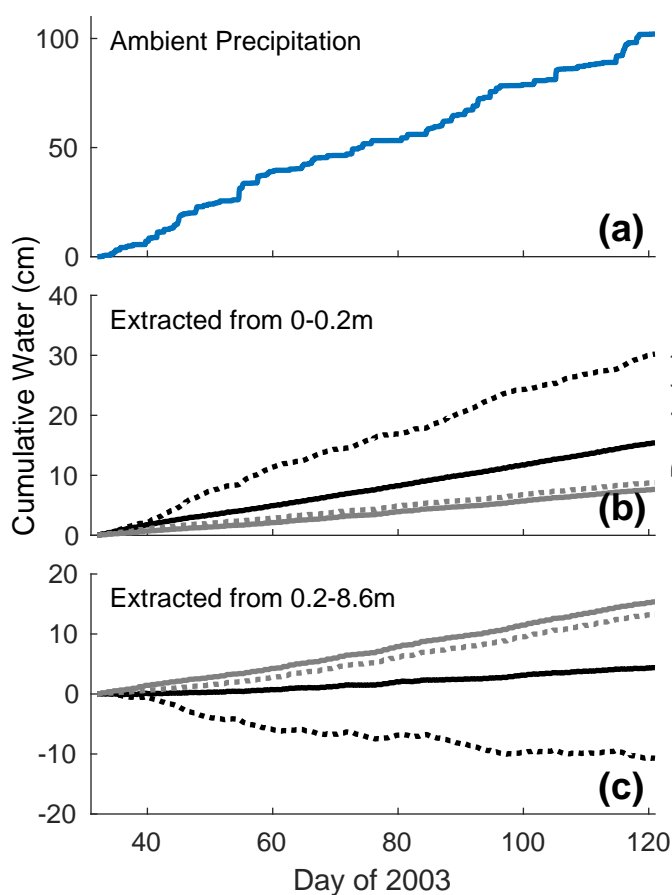 100
Ambient Precipitation
50
0
(a)
Cumulative Water (cm)
40
Extracted from 0-0.2m
30
20
10
0
(b)
20
Extracted from 0.2-8.6m
10
0
-10
-20
(c)
40 60 80 100 120
Day of 2003